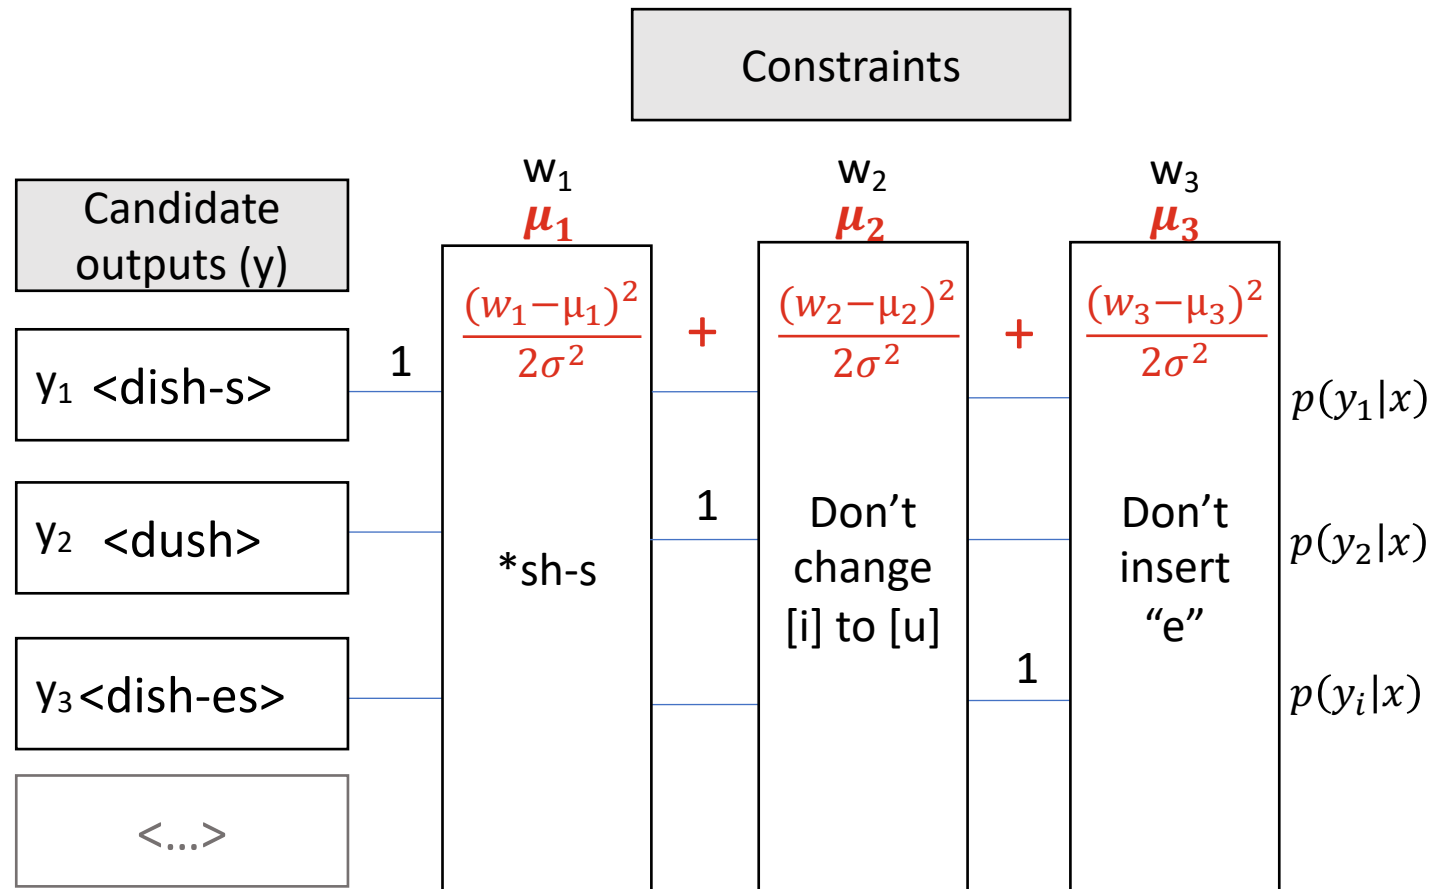 Constraints
w₁ w₂ w₃
μ₁ μ₂ μ₃
Candidate
outputs (y)
(w₁−μ₁)²/2σ² + (w₂−μ₂)²/2σ² + (w₃−μ₃)²/2σ²
y₁ <dish-s> 1 p(y₁|x)
y₂ <dush> 1 p(y₂|x)
*sh-s
Don’t
change
[i] to [u]
Don’t
insert
“e”
y₃ <dish-es> 1 p(yᵢ|x)
<...>